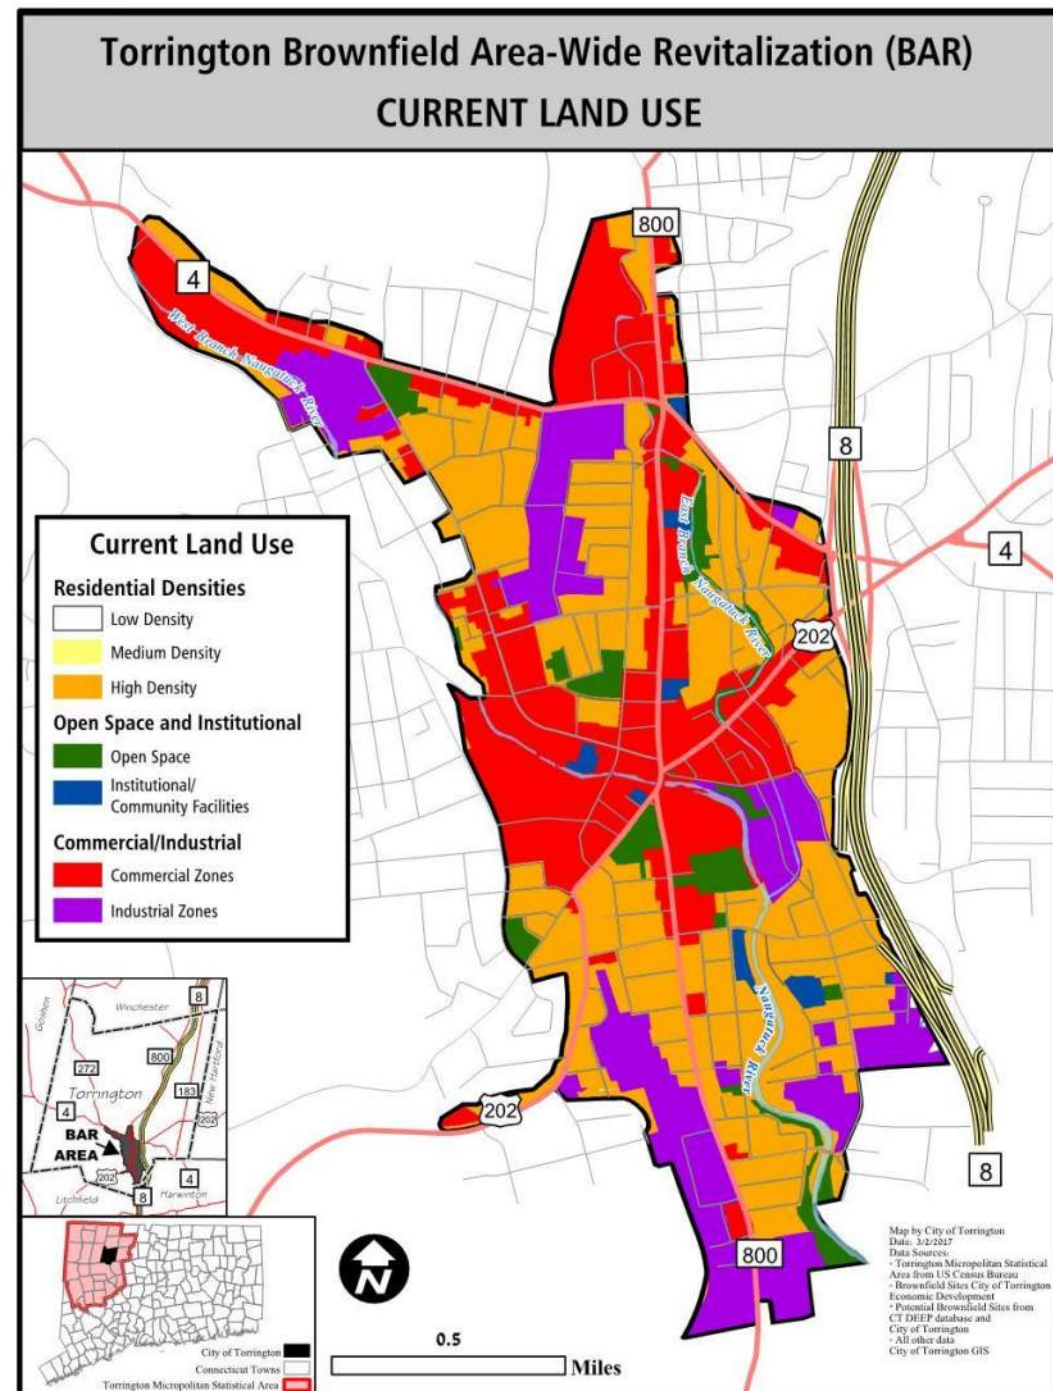 Torrington Brownfield Area-Wide Revitalization (BAR)
CURRENT LAND USE
800
4
West Branch Naugatuck River
8
4
East Branch Naugatuck River
202
Current Land Use
Residential Densities
Low Density
Medium Density
High Density
Open Space and Institutional
Open Space
Institutional/
Community Facilities
Commercial/Industrial
Commercial Zones
Industrial Zones
Naugatuck River
202
8
800
Goshen
Winchester
8
800
272
Torrington
183
New Hartford
4
202
BAR
AREA
202
4
8
Litchfield
Harwinton
City of Torrington
Connecticut Towns
Torrington Metropolitan Statistical Area
N
0.5
Miles
Map by City of Torrington
Date: 3/2/2017
Data Sources:
- Torrington Metropolitan Statistical
Area from US Census Bureau
- Brownfield Sites City of Torrington
Economic Development
- Potential Brownfield Sites from
CT DEEP database and
City of Torrington
- All other data
City of Torrington GIS